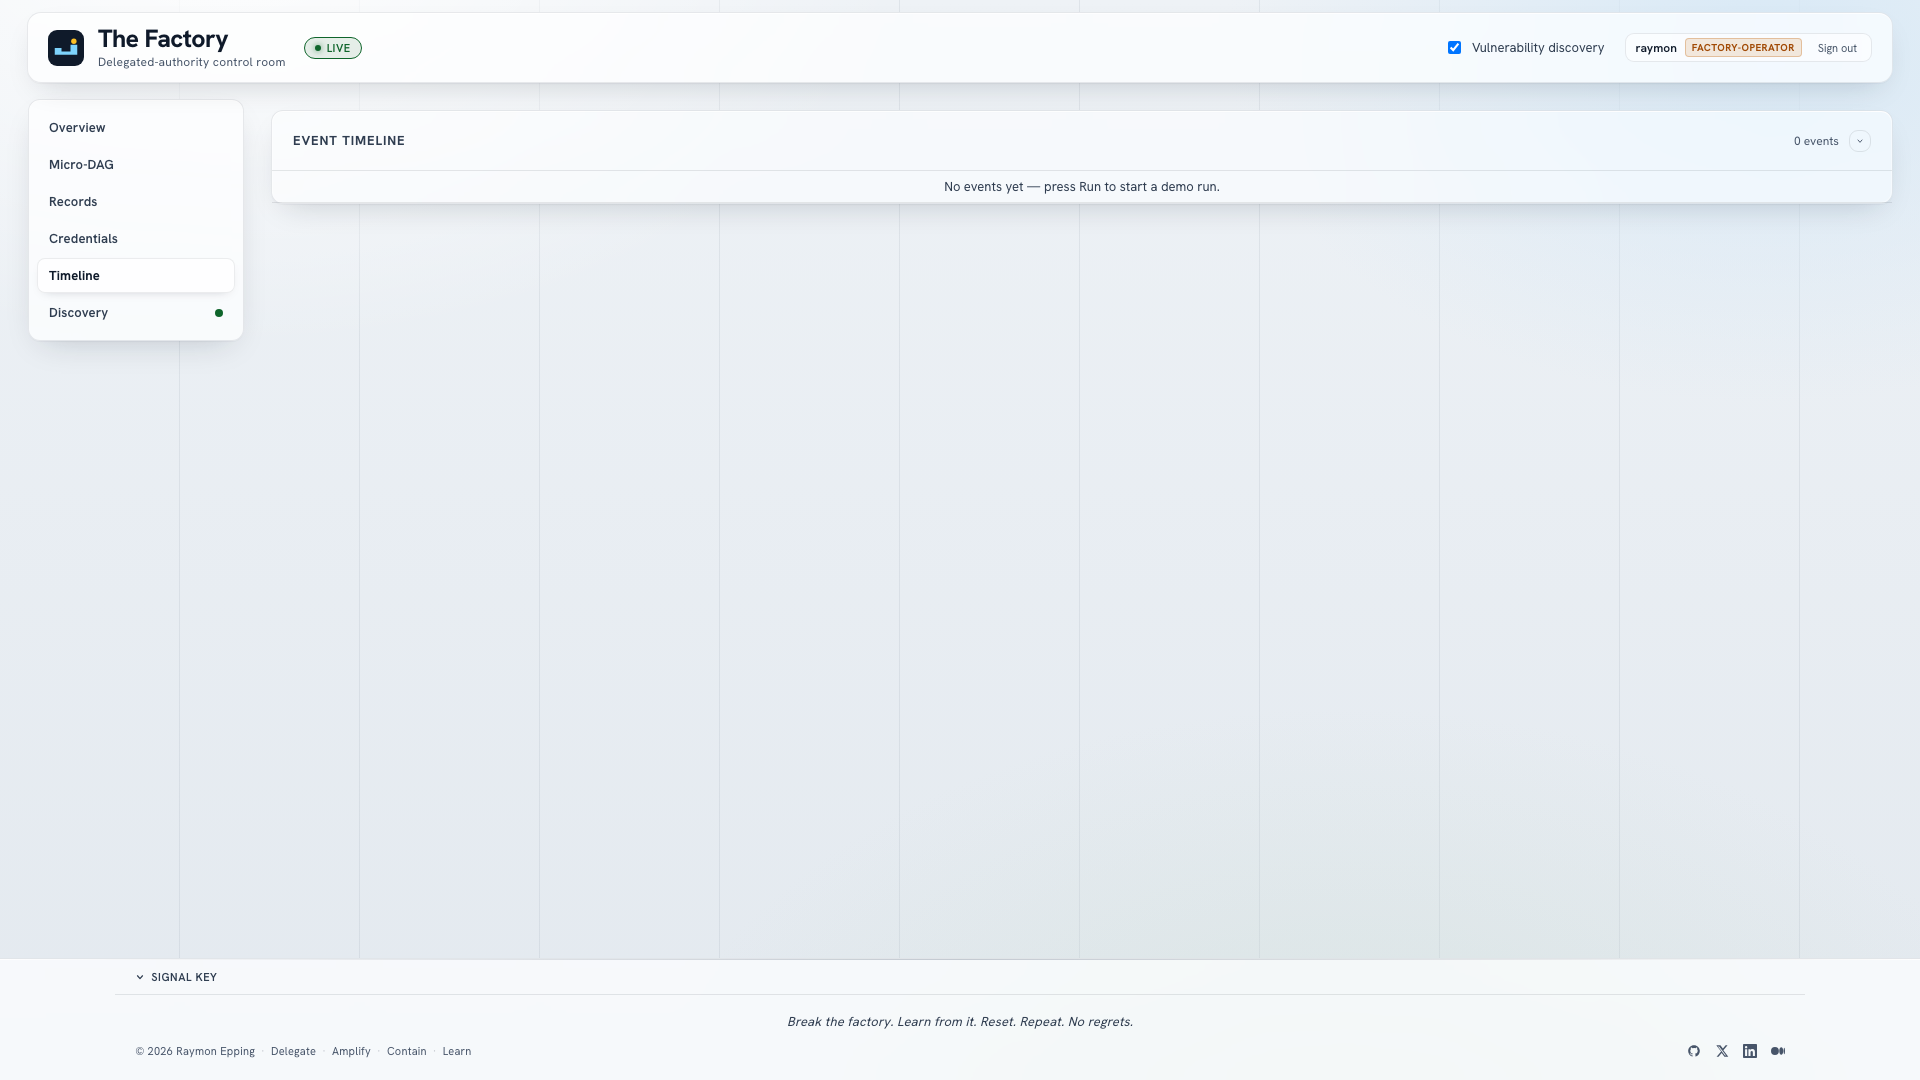 The Factory
Delegated-authority control room
LIVE
Vulnerability discovery
raymon
FACTORY-OPERATOR
Sign out
Overview
Micro-DAG
Records
Credentials
Timeline
Discovery
EVENT TIMELINE
0 events
No events yet — press Run to start a demo run.
SIGNAL KEY
Break the factory. Learn from it. Reset. Repeat. No regrets.
© 2026 Raymon Epping · Delegate · Amplify · Contain · Learn